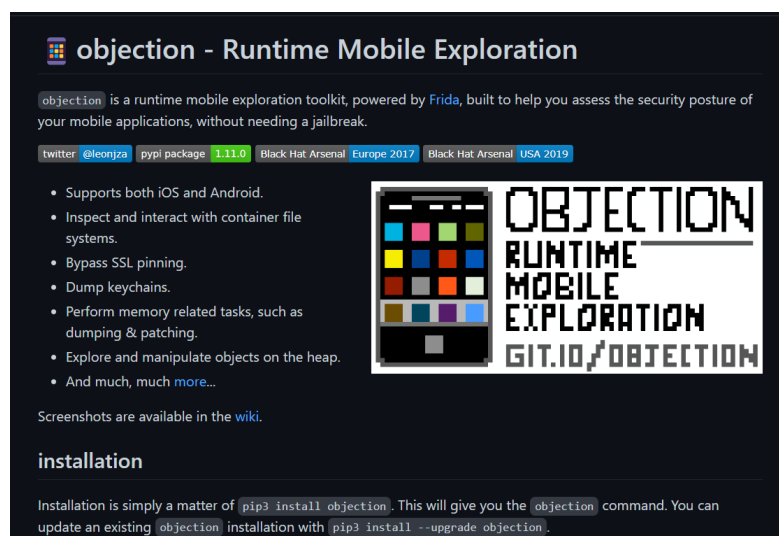 objection - Runtime Mobile Exploration
objection is a runtime mobile exploration toolkit, powered by Frida, built to help you assess the security posture of
your mobile applications, without needing a jailbreak.
twitter @leonjza pypi package 1.11.0 Black Hat Arsenal Europe 2017 Black Hat Arsenal USA 2019
• Supports both iOS and Android.
• Inspect and interact with container file
systems.
• Bypass SSL pinning.
• Dump keychains.
• Perform memory related tasks, such as
dumping & patching.
• Explore and manipulate objects on the heap.
• And much, much more...
OBJECTION
RUNTIME
MOBILE
EXPLORATION
GIT.IO/OBJECTION
Screenshots are available in the wiki.
installation
Installation is simply a matter of pip3 install objection. This will give you the objection command. You can
update an existing objection installation with pip3 install --upgrade objection.